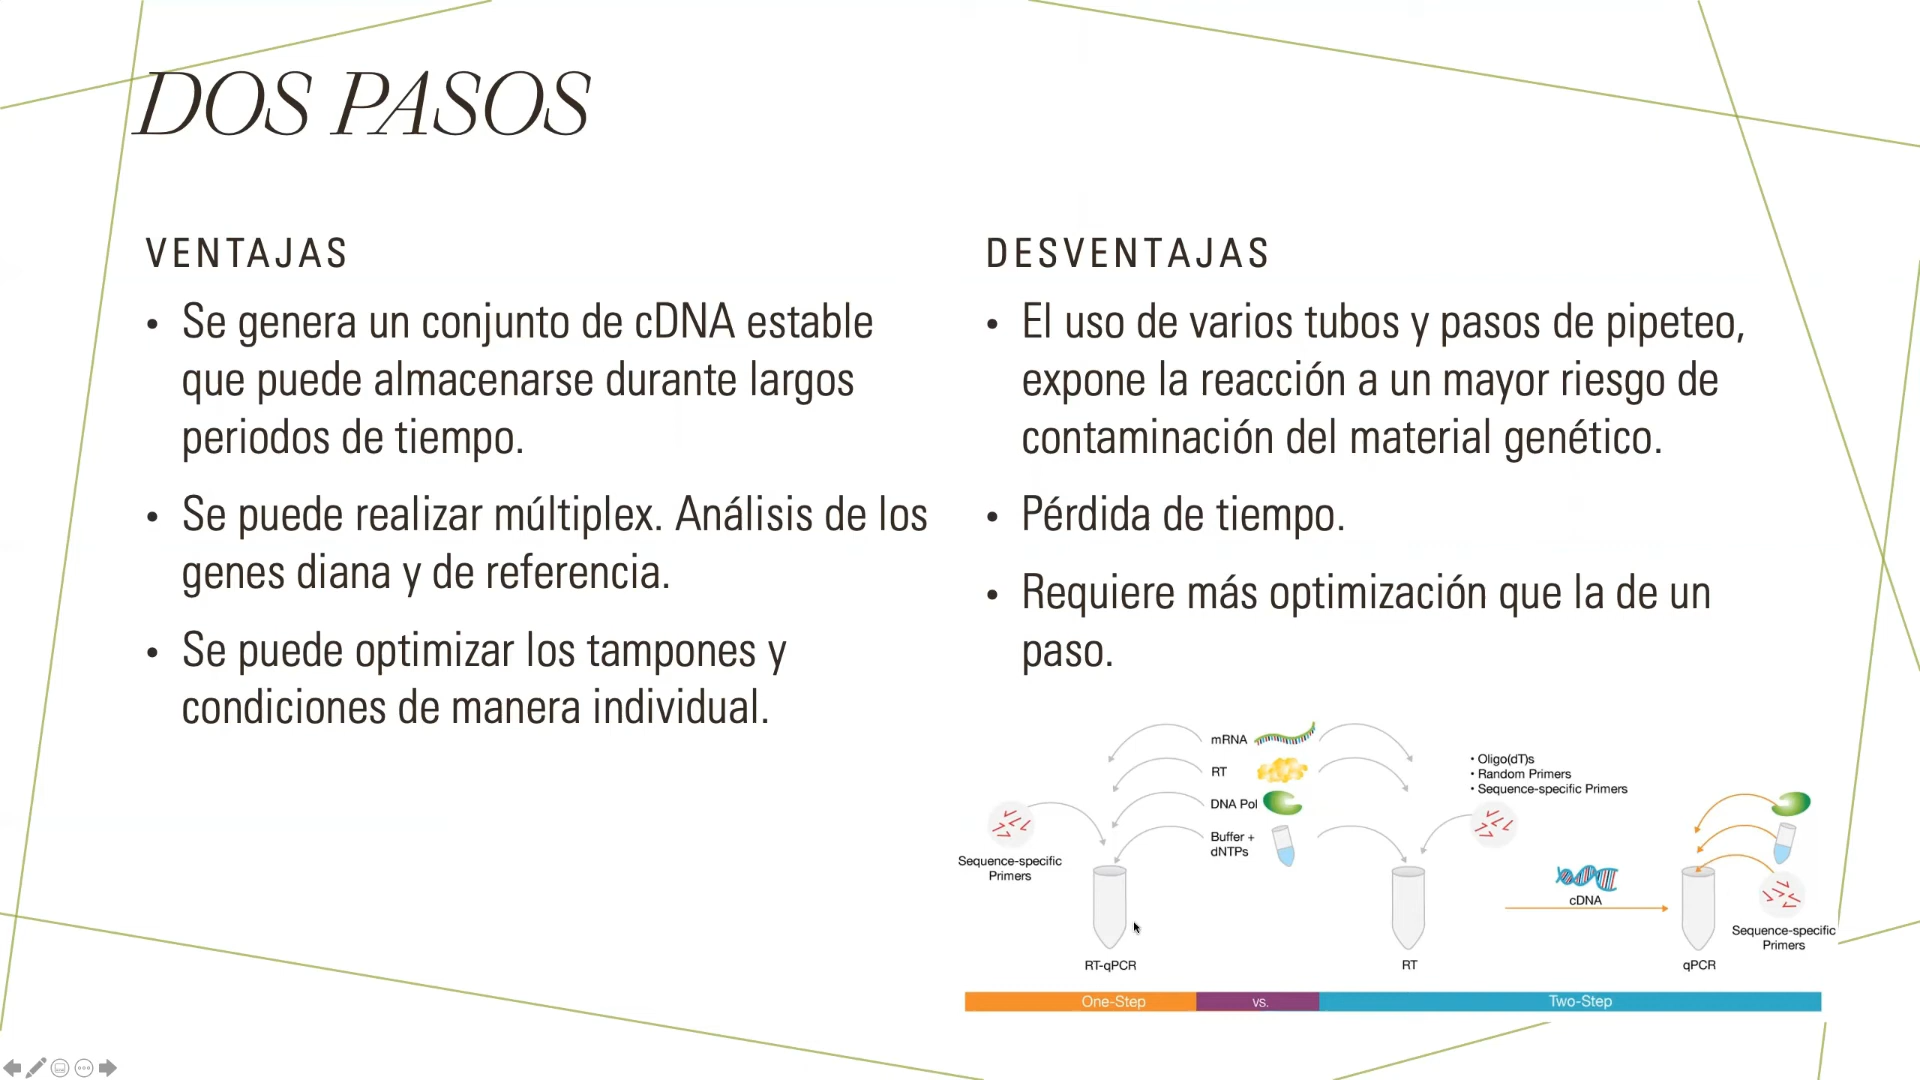 DOS PASOS
VENTAJAS
• Se genera un conjunto de cDNA estable
que puede almacenarse durante largos
periodos de tiempo.
• Se puede realizar múltiplex. Análisis de los
genes diana y de referencia.
• Se puede optimizar los tampones y
condiciones de manera individual.
DESVENTAJAS
• El uso de varios tubos y pasos de pipeteo,
expone la reacción a un mayor riesgo de
contaminación del material genético.
• Pérdida de tiempo.
• Requiere más optimización que la de un
paso.
mRNA
RT
DNA Pol
Buffer +
dNTPs
Sequence-specific
Primers
RT-qPCR
• Oligo(dT)s
• Random Primers
• Sequence-specific Primers
RT
cDNA
Sequence-specific
Primers
qPCR
One-Step
vs.
Two-Step